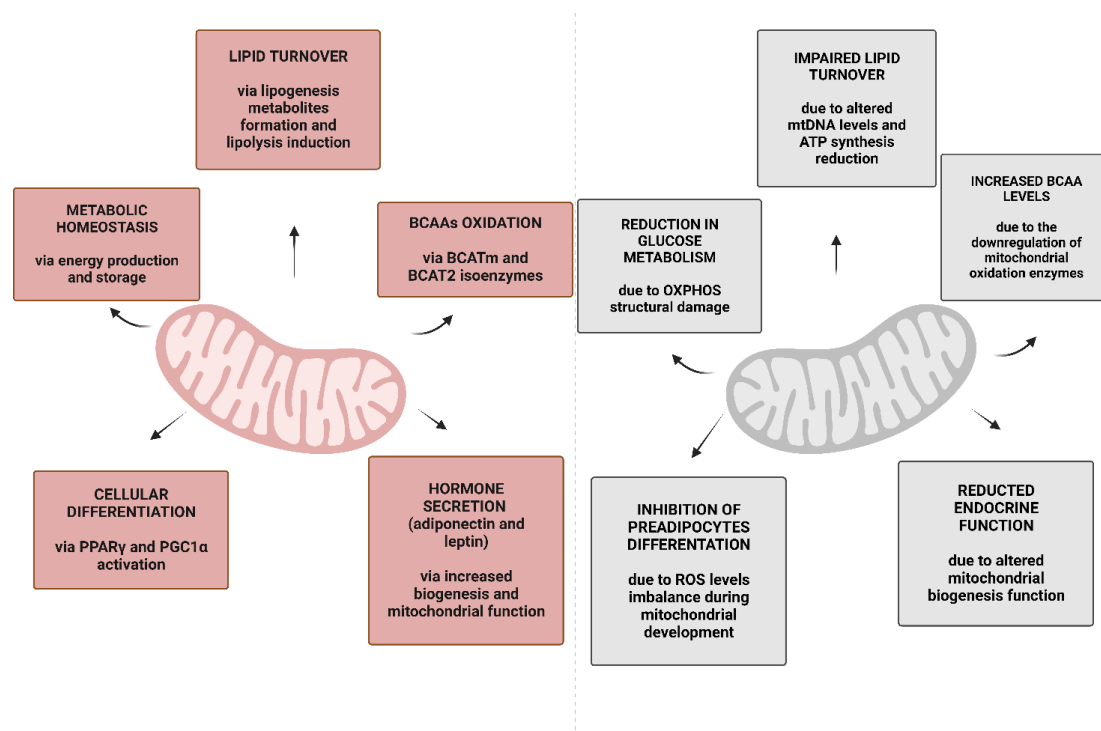 LIPID TURNOVER
via lipogenesis
metabolites
formation and
lipolysis induction
METABOLIC
HOMEOSTASIS
via energy production
and storage
BCAAs OXIDATION
via BCATm and
BCAT2 isoenzymes
CELLULAR
DIFFERENTIATION
via PPARγ and PGC1α
activation
HORMONE
SECRETION
(adiponectin and
leptin)
via increased
biogenesis and
mitochondrial function
IMPAIRED LIPID
TURNOVER
due to altered
mtDNA levels and
ATP synthesis
reduction
REDUCTION IN
GLUCOSE
METABOLISM
due to OXPHOS
structural damage
INCREASED BCAA
LEVELS
due to the
downregulation of
mitochondrial
oxidation enzymes
INHIBITION OF
PREADIPOCYTES
DIFFERENTATION
due to ROS levels
imbalance during
mitochondrial
development
REDUCTED
ENDOCRINE
FUNCTION
due to altered
mitochondrial
biogenesis function